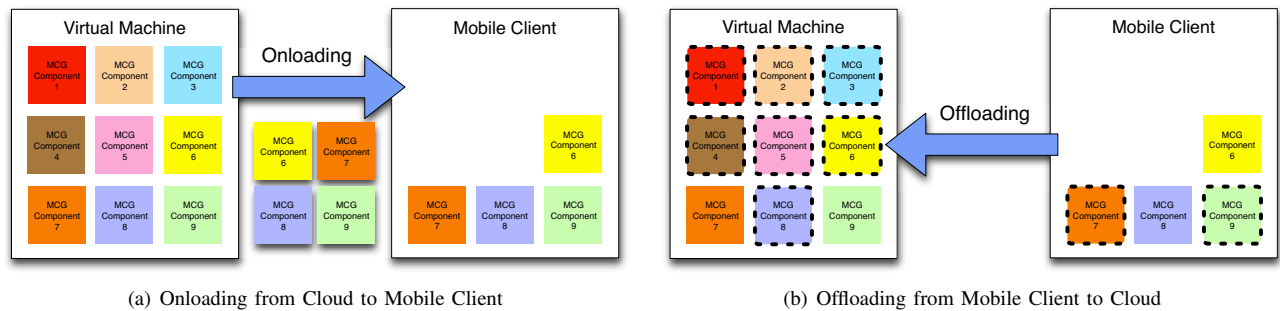 Virtual Machine
MCG
Component
1
MCG
Component
2
MCG
Component
3
MCG
Component
4
MCG
Component
5
MCG
Component
6
MCG
Component
7
MCG
Component
8
MCG
Component
9
Onloading
MCG
Component
6
MCG
Component
7
MCG
Component
8
MCG
Component
9
Mobile Client
MCG
Component
6
MCG
Component
7
MCG
Component
8
MCG
Component
9
(a) Onloading from Cloud to Mobile Client
Virtual Machine
MCG
Component
1
MCG
Component
2
MCG
Component
3
MCG
Component
4
MCG
Component
5
MCG
Component
6
MCG
Component
7
MCG
Component
8
MCG
Component
9
Offloading
Mobile Client
MCG
Component
6
MCG
Component
7
MCG
Component
8
MCG
Component
9
(b) Offloading from Mobile Client to Cloud